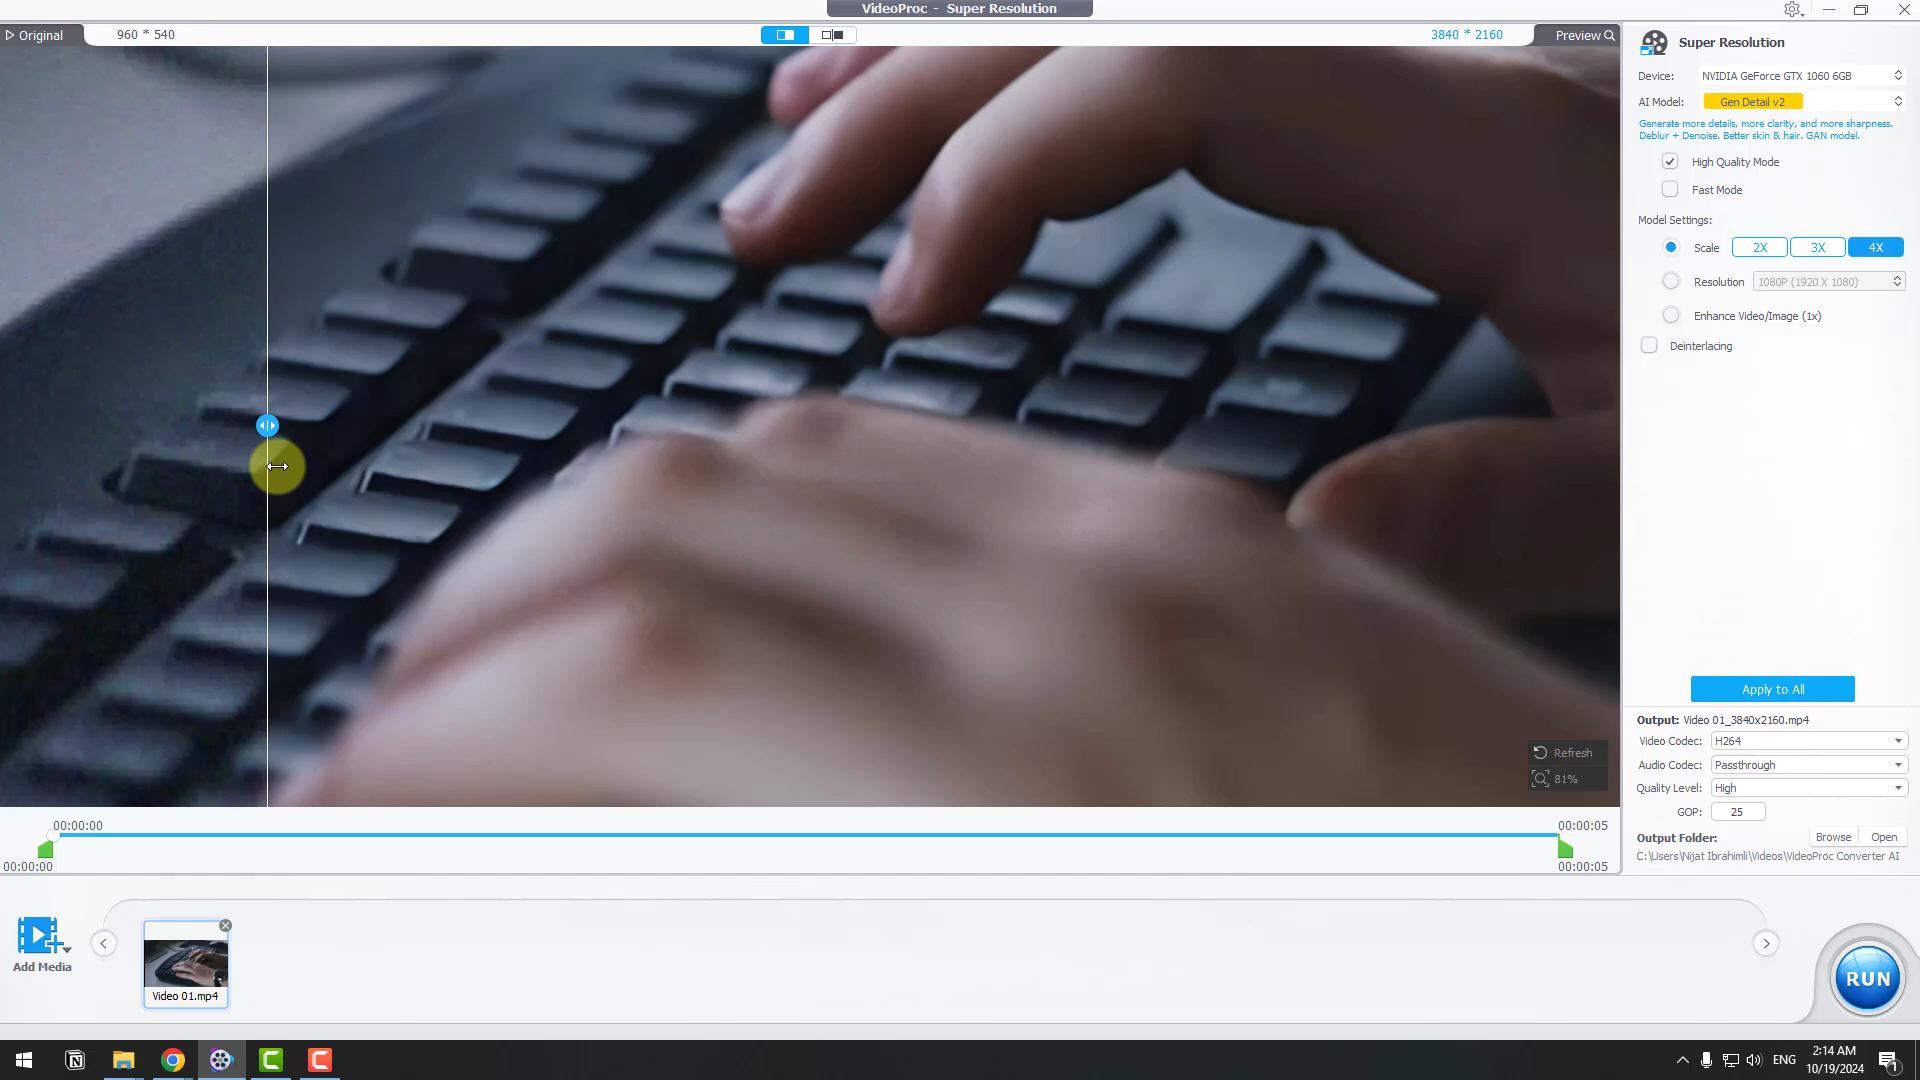 VideoProc - Super Resolution
Original
960 * 540
3840 * 2160
Preview
Super Resolution
Device: NVIDIA GeForce GTX 1060 6GB
AI Model: Gen Detail v2
Generate more details, more clarity, and more sharpness.
Deblur + Denoise. Better skin & hair. GAN model.
High Quality Mode
Fast Mode
Model Settings:
Scale 2X 3X 4X
Resolution 1080P (1920 X 1080)
Enhance Video/Image (1x)
Deinterlacing
Refresh
81%
Apply to All
Output: Video 01_3840x2160.mp4
Video Codec: H264
Audio Codec: Passthrough
Quality Level: High
GOP: 25
Output Folder: Browse Open
C:\Users\Nijat Ibrahimli\Videos\VideoProc Converter AI
00:00:00
00:00:05
00:00:00
00:00:05
Add Media
Video 01.mp4
RUN
ENG
2:14 AM
10/19/2024
1